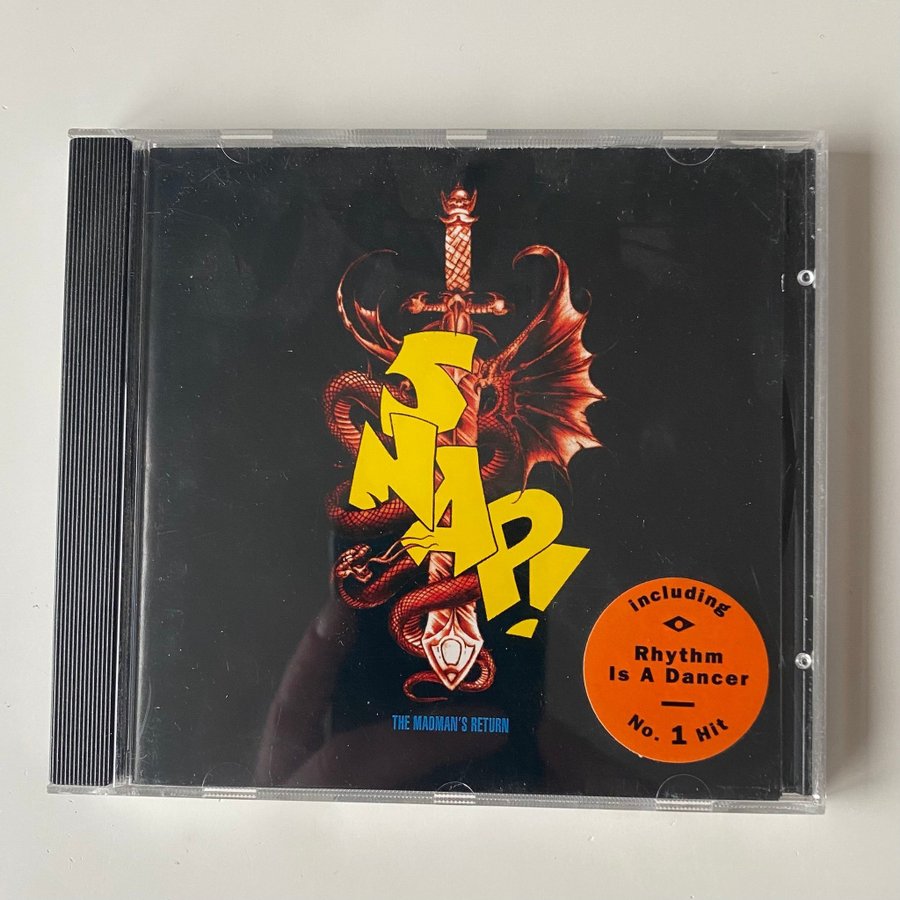 SNAP!
THE MADMAN'S RETURN
including
Rhythm
Is A Dancer
No. 1 Hit